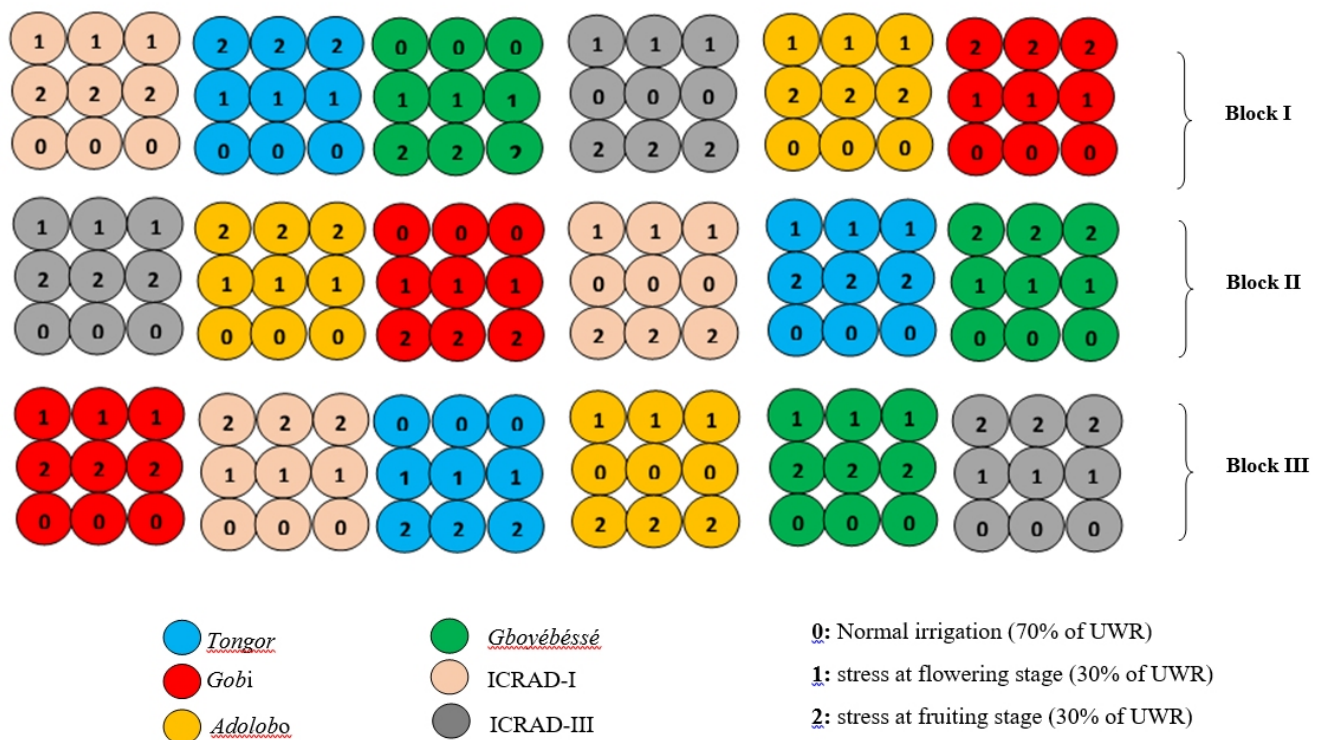 1 1 1 2 2 2 0 0 0 1 1 1 1 1 1 2 2 2
2 2 2 1 1 1 1 1 1 0 0 0 2 2 2 1 1 1
Block I
0 0 0 0 0 0 2 2 2 2 2 2 0 0 0 0 0 0
1 1 1 2 2 2 0 0 0 1 1 1 1 1 1 2 2 2
2 2 2 1 1 1 1 1 1 0 0 0 2 2 2 1 1 1
Block II
0 0 0 0 0 0 2 2 2 2 2 2 0 0 0 0 0 0
1 1 1 2 2 2 0 0 0 1 1 1 1 1 1 2 2 2
2 2 2 1 1 1 1 1 1 0 0 0 2 2 2 1 1 1
Block III
0 0 0 0 0 0 2 2 2 2 2 2 0 0 0 0 0 0
Tongor
Gobi
Adolobo
Gboyébéssé
ICRAD-I
ICRAD-III
0: Normal irrigation (70% of UWR)
1: stress at flowering stage (30% of UWR)
2: stress at fruiting stage (30% of UWR)